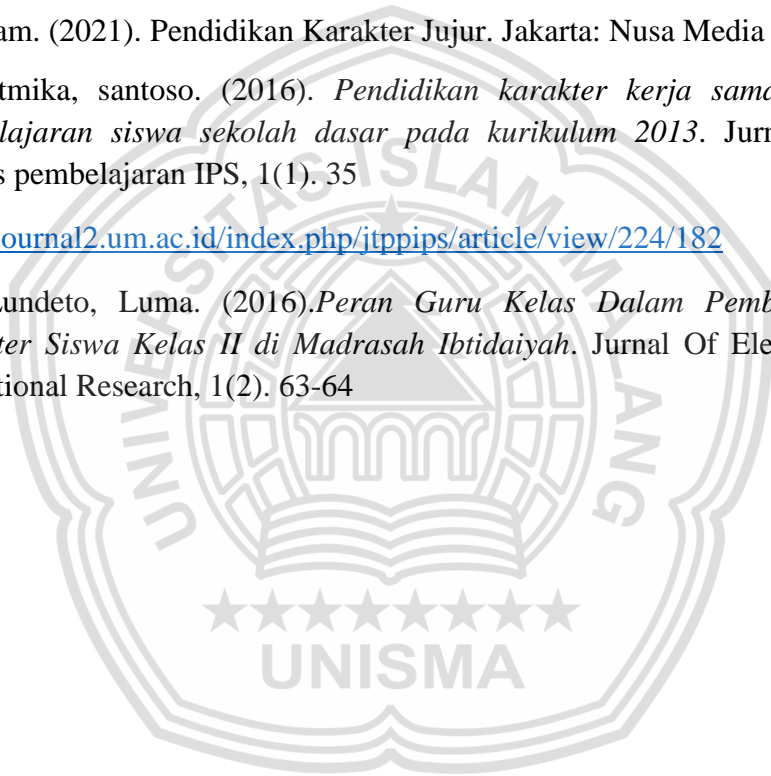 am. (2021). Pendidikan Karakter Jujur. Jakarta: Nusa Media
tmika, santoso. (2016). Pendidikan karakter kerja sama
lajaran siswa sekolah dasar pada kurikulum 2013. Jurn
s pembelajaran IPS, 1(1). 35
ournal2.um.ac.id/index.php/jtppips/article/view/224/182
undeto, Luma. (2016).Peran Guru Kelas Dalam Pemb
ter Siswa Kelas II di Madrasah Ibtidaiyah. Jurnal Of Ele
tional Research, 1(2). 63-64
UNIVERSITAS ISLAM MALANG
UNISMA